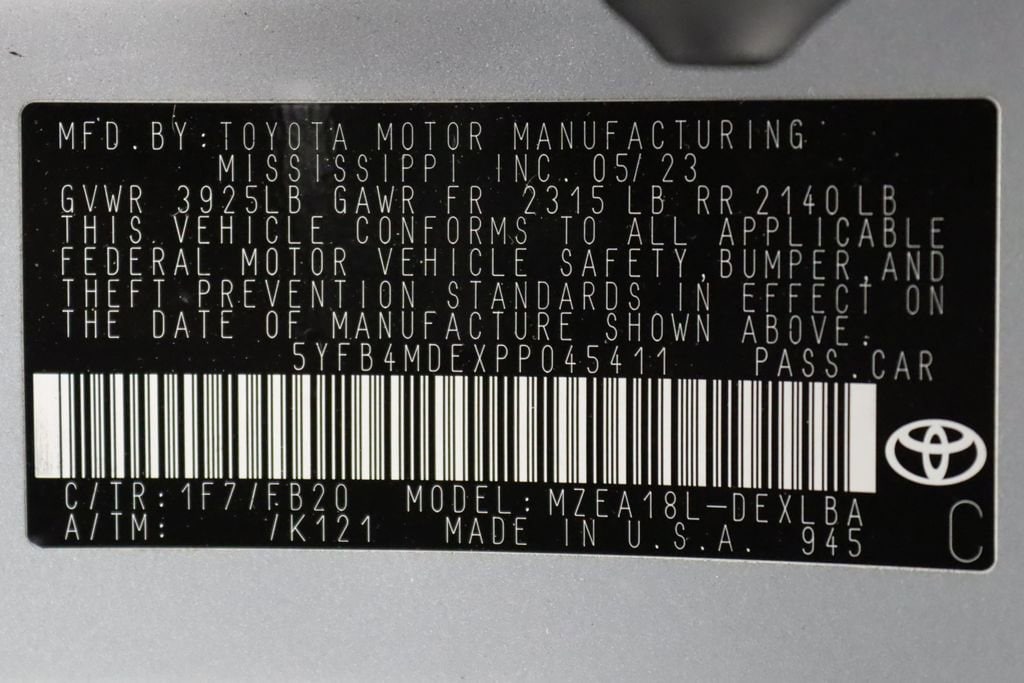 MFD. BY: TOYOTA MOTOR MANUFACTURING
MISSISSIPPI INC. 05/23
GVWR 3925LB GAWR FR 2315 LB RR 2140 LB
THIS VEHICLE CONFORMS TO ALL APPLICABLE
FEDERAL MOTOR VEHICLE SAFETY, BUMPER, AND
THEFT PREVENTION STANDARDS IN EFFECT ON
THE DATE OF MANUFACTURE SHOWN ABOVE.
5YFB4MDEXPP045411 PASS. CAR
C/TR: 1F7/FB20 MODEL: MZEA18L-DEXLBA
A/TM: /K121 MADE IN U.S.A. 945
C